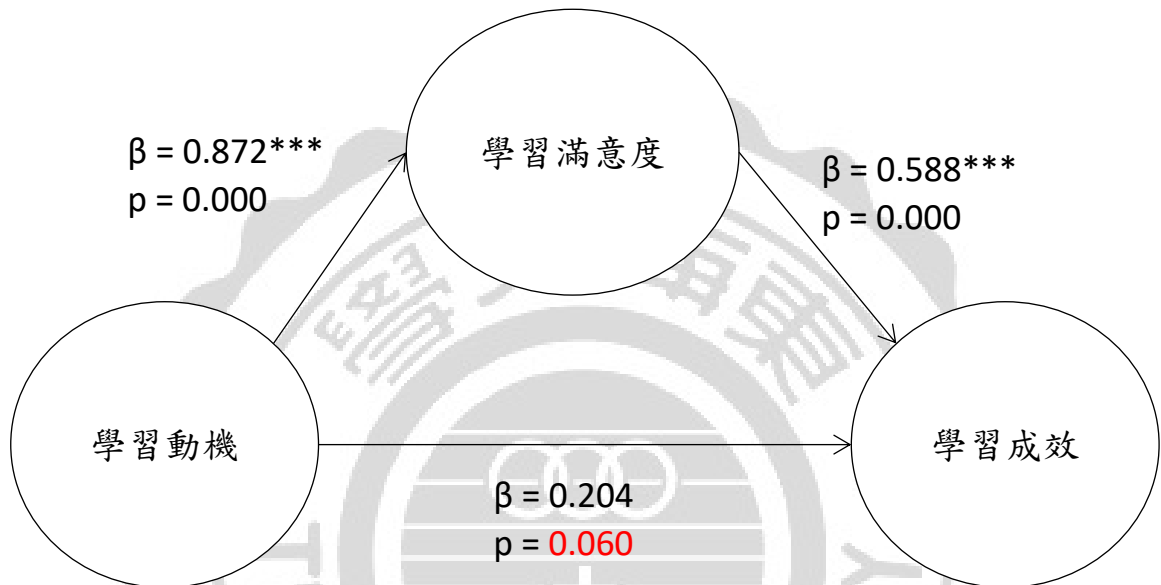 β = 0.872***
p = 0.000
學習滿意度
β = 0.588***
p = 0.000
學習動機
學習成效
β = 0.204
p = 0.060